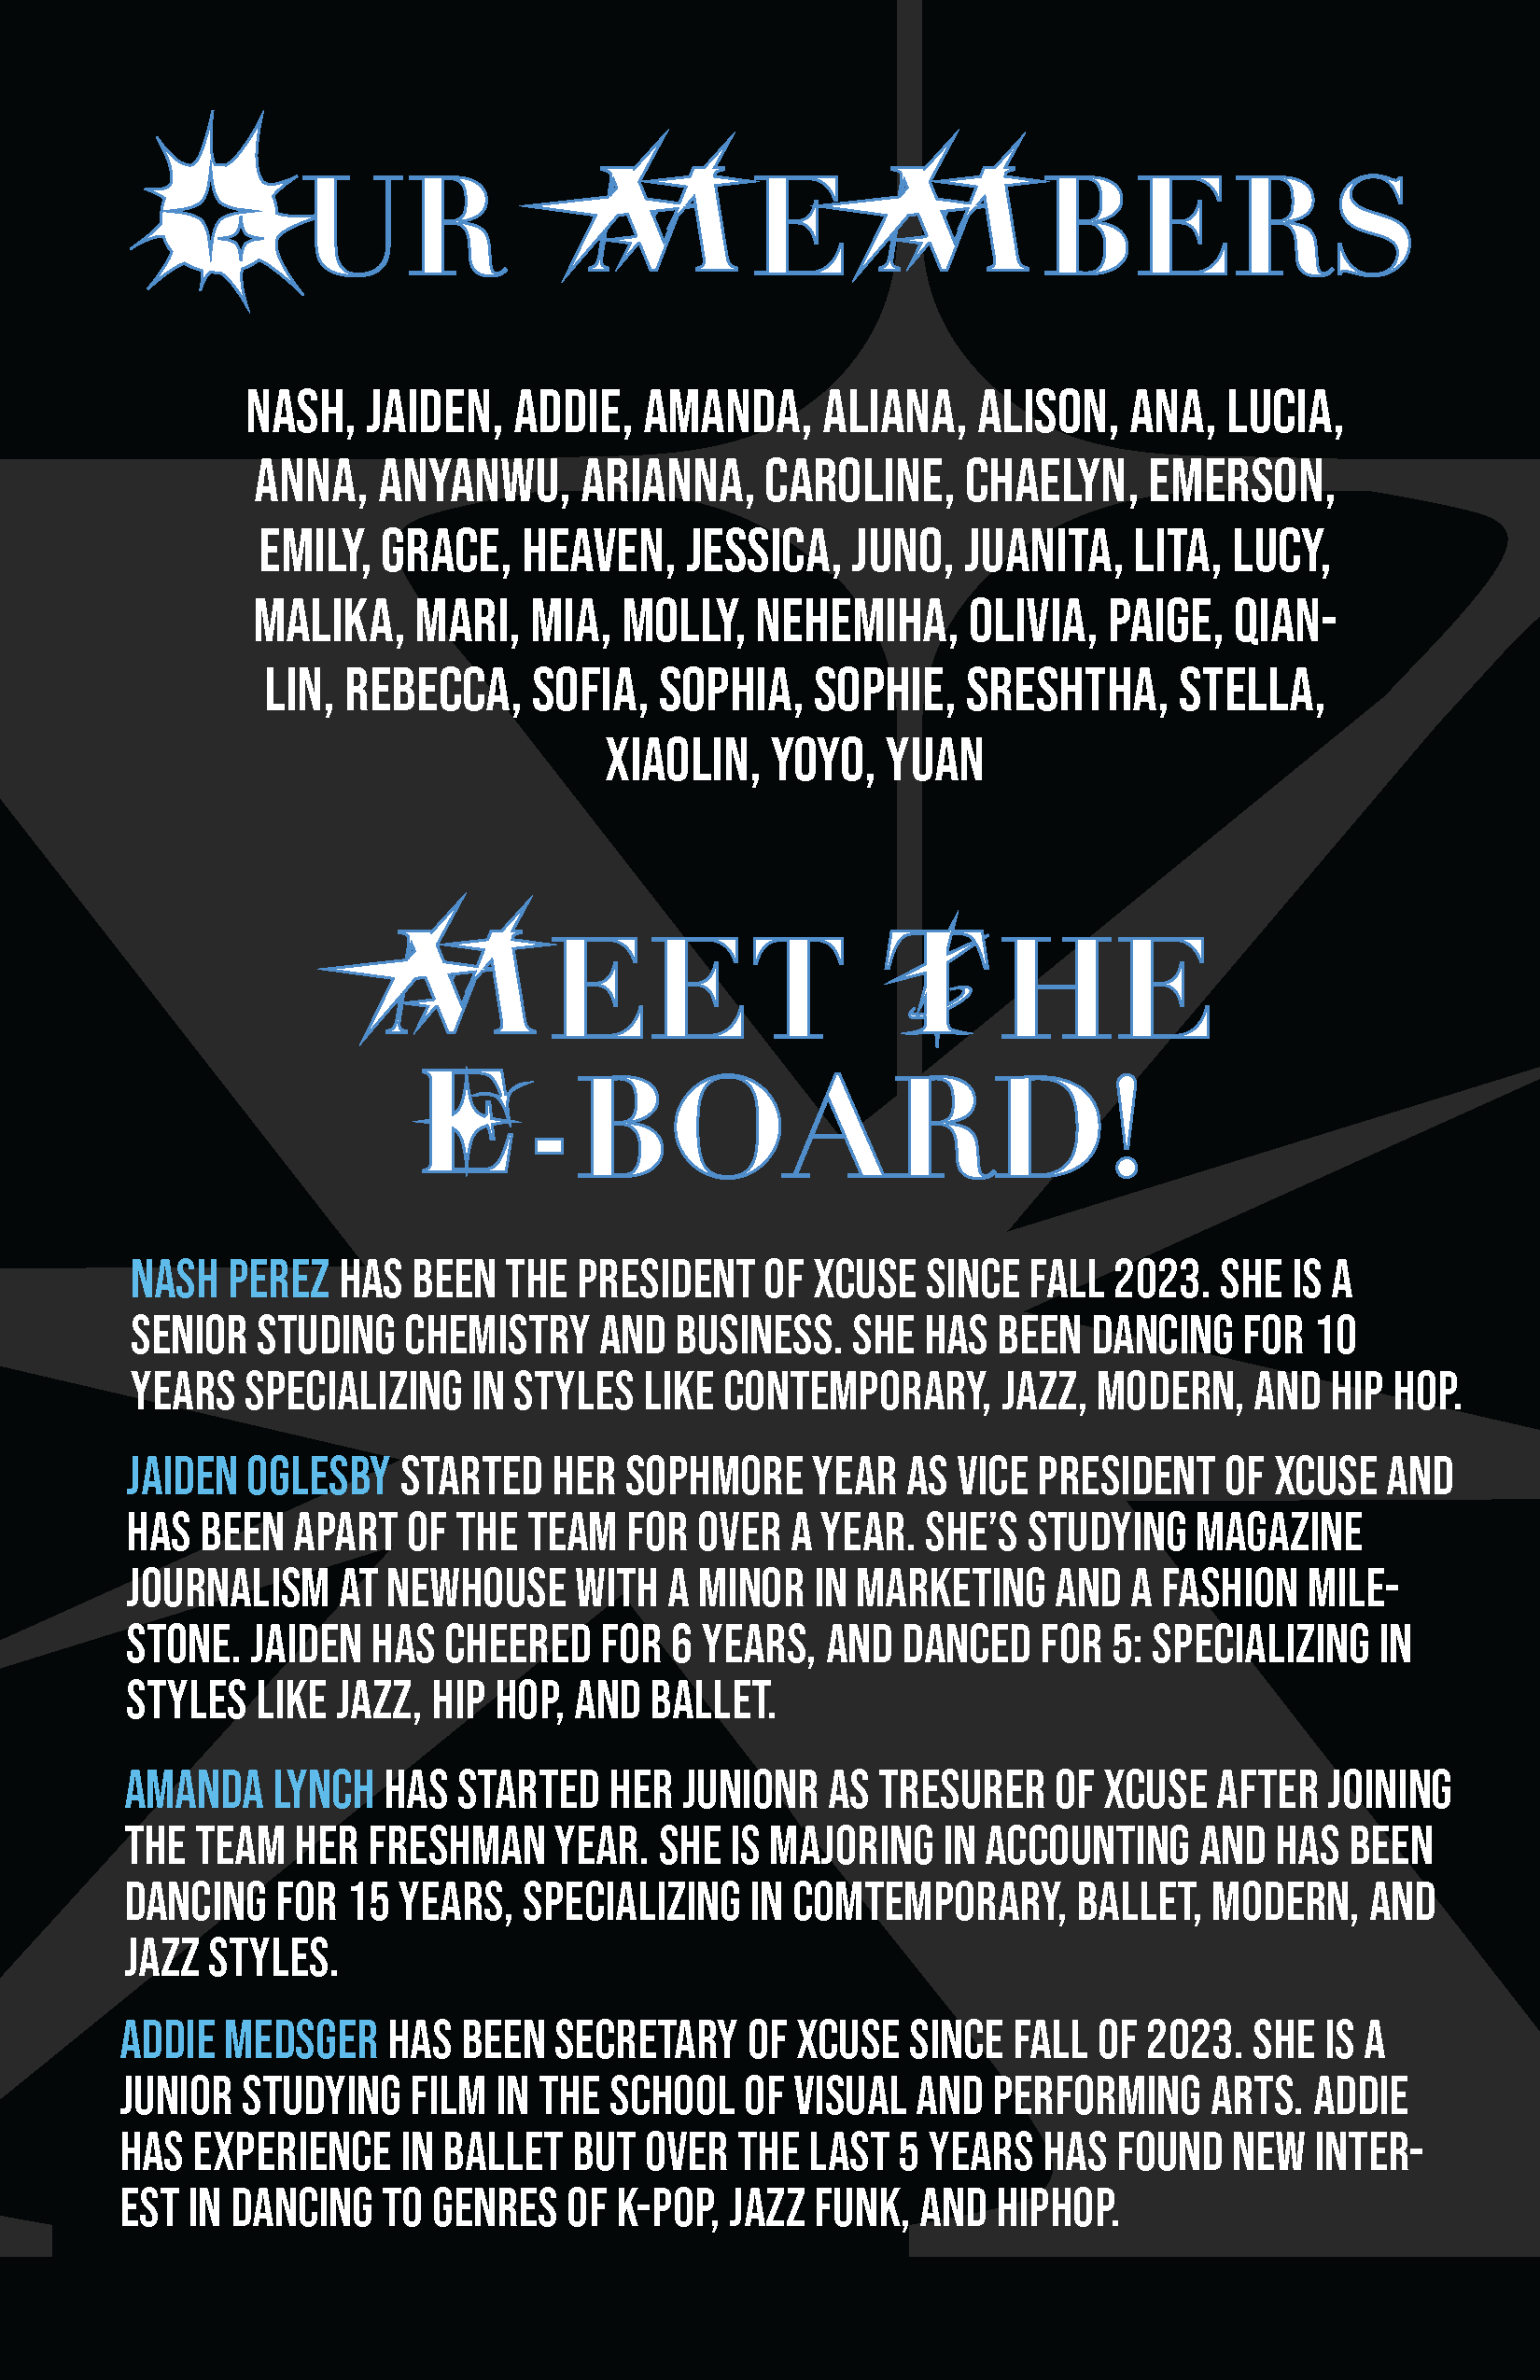 Our Members
NASH, JAIDEN, ADDIE, AMANDA, ALIANA, ALISON, ANA, LUCIA,
ANNA, ANYANWU, ARIANNA, CAROLINE, CHAELYN, EMERSON,
EMILY, GRACE, HEAVEN, JESSICA, JUNO, JUANITA, LITA, LUCY,
MALIKA, MARI, MIA, MOLLY, NEHEMIHA, OLIVIA, PAIGE, QIAN-
LIN, REBECCA, SOFIA, SOPHIA, SOPHIE, SRESHTHA, STELLA,
XIAOLIN, YOYO, YUAN
Meet The
E-Board!
NASH PEREZ HAS BEEN THE PRESIDENT OF XCUSE SINCE FALL 2023. SHE IS A
SENIOR STUDING CHEMISTRY AND BUSINESS. SHE HAS BEEN DANCING FOR 10
YEARS SPECIALIZING IN STYLES LIKE CONTEMPORARY, JAZZ, MODERN, AND HIP HOP.
JAIDEN OGLESBY STARTED HER SOPHMORE YEAR AS VICE PRESIDENT OF XCUSE AND
HAS BEEN APART OF THE TEAM FOR OVER A YEAR. SHE'S STUDYING MAGAZINE
JOURNALISM AT NEWHOUSE WITH A MINOR IN MARKETING AND A FASHION MILE-
STONE. JAIDEN HAS CHEERED FOR 6 YEARS, AND DANCED FOR 5: SPECIALIZING IN
STYLES LIKE JAZZ, HIP HOP, AND BALLET.
AMANDA LYNCH HAS STARTED HER JUNIONR AS TRESURER OF XCUSE AFTER JOINING
THE TEAM HER FRESHMAN YEAR. SHE IS MAJORING IN ACCOUNTING AND HAS BEEN
DANCING FOR 15 YEARS, SPECIALIZING IN COMTEMPORARY, BALLET, MODERN, AND
JAZZ STYLES.
ADDIE MEDSGER HAS BEEN SECRETARY OF XCUSE SINCE FALL OF 2023. SHE IS A
JUNIOR STUDYING FILM IN THE SCHOOL OF VISUAL AND PERFORMING ARTS. ADDIE
HAS EXPERIENCE IN BALLET BUT OVER THE LAST 5 YEARS HAS FOUND NEW INTER-
EST IN DANCING TO GENRES OF K-POP, JAZZ FUNK, AND HIPHOP.